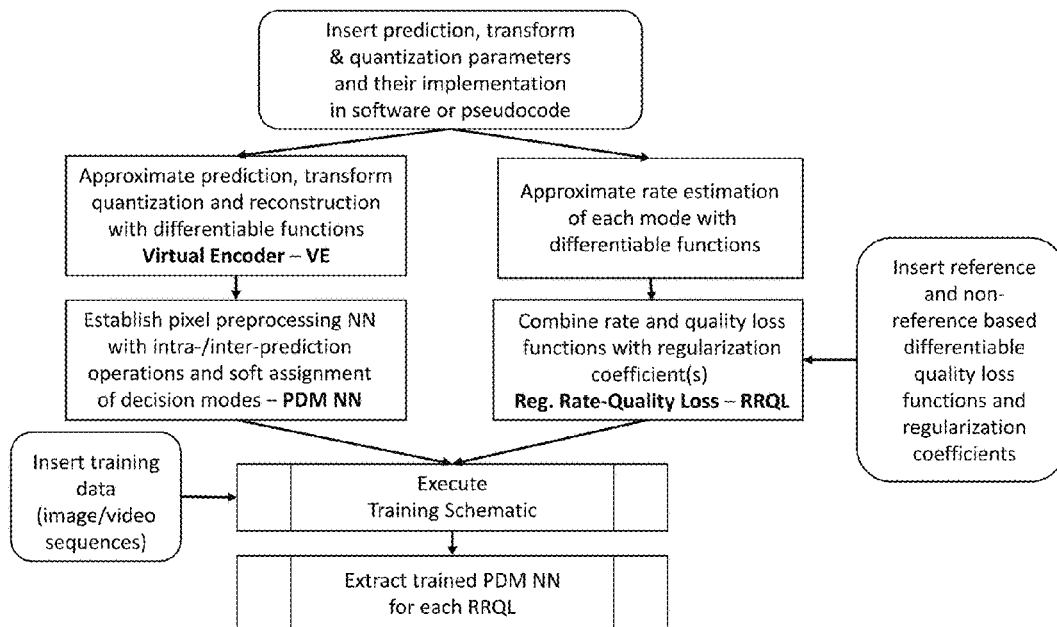 Insert prediction, transform
& quantization parameters
and their implementation
in software or pseudocode
Approximate prediction, transform
quantization and reconstruction
with differentiable functions
Virtual Encoder – VE
Approximate rate estimation
of each mode with
differentiable functions
Establish pixel preprocessing NN
with intra-/inter-prediction
operations and soft assignment
of decision modes – PDM NN
Combine rate and quality loss
functions with regularization
coefficient(s)
Reg. Rate-Quality Loss – RRQL
Insert reference
and non-
reference based
differentiable
quality loss
functions and
regularization
coefficients
Insert training
data
(image/video
sequences)
Execute
Training Schematic
Extract trained PDM NN
for each RRQL